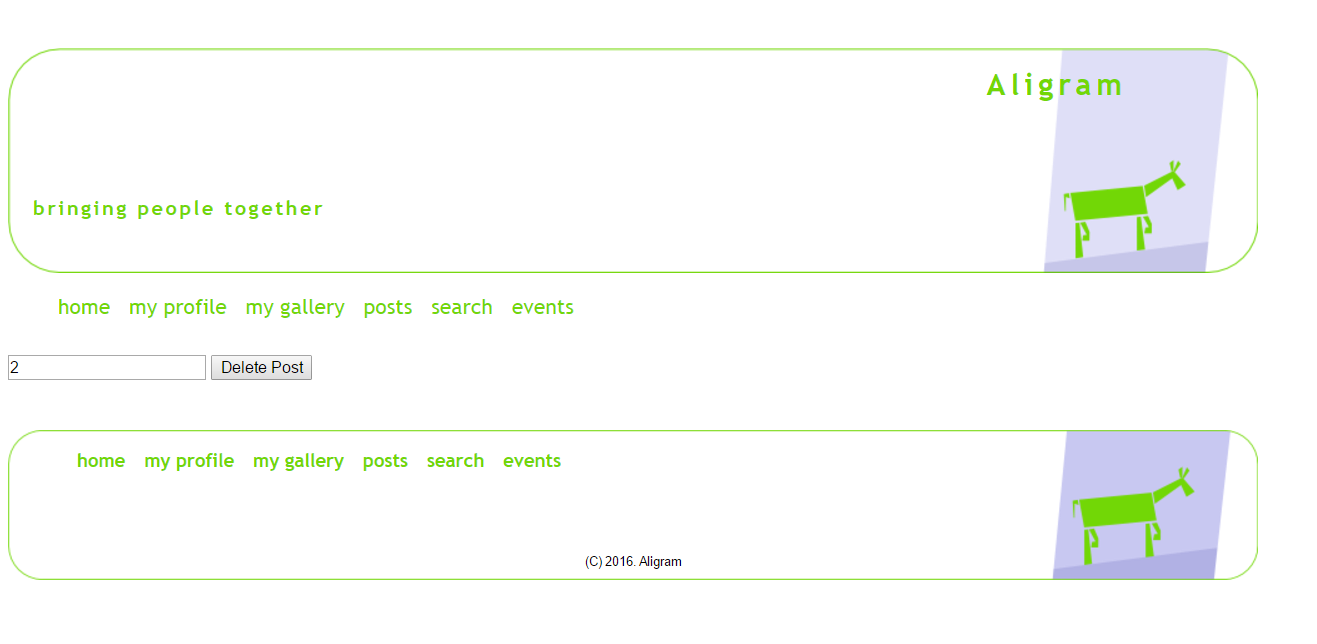 Aligram
bringing people together
home my profile my gallery posts search events
2 Delete Post
home my profile my gallery posts search events
(C) 2016. Aligram